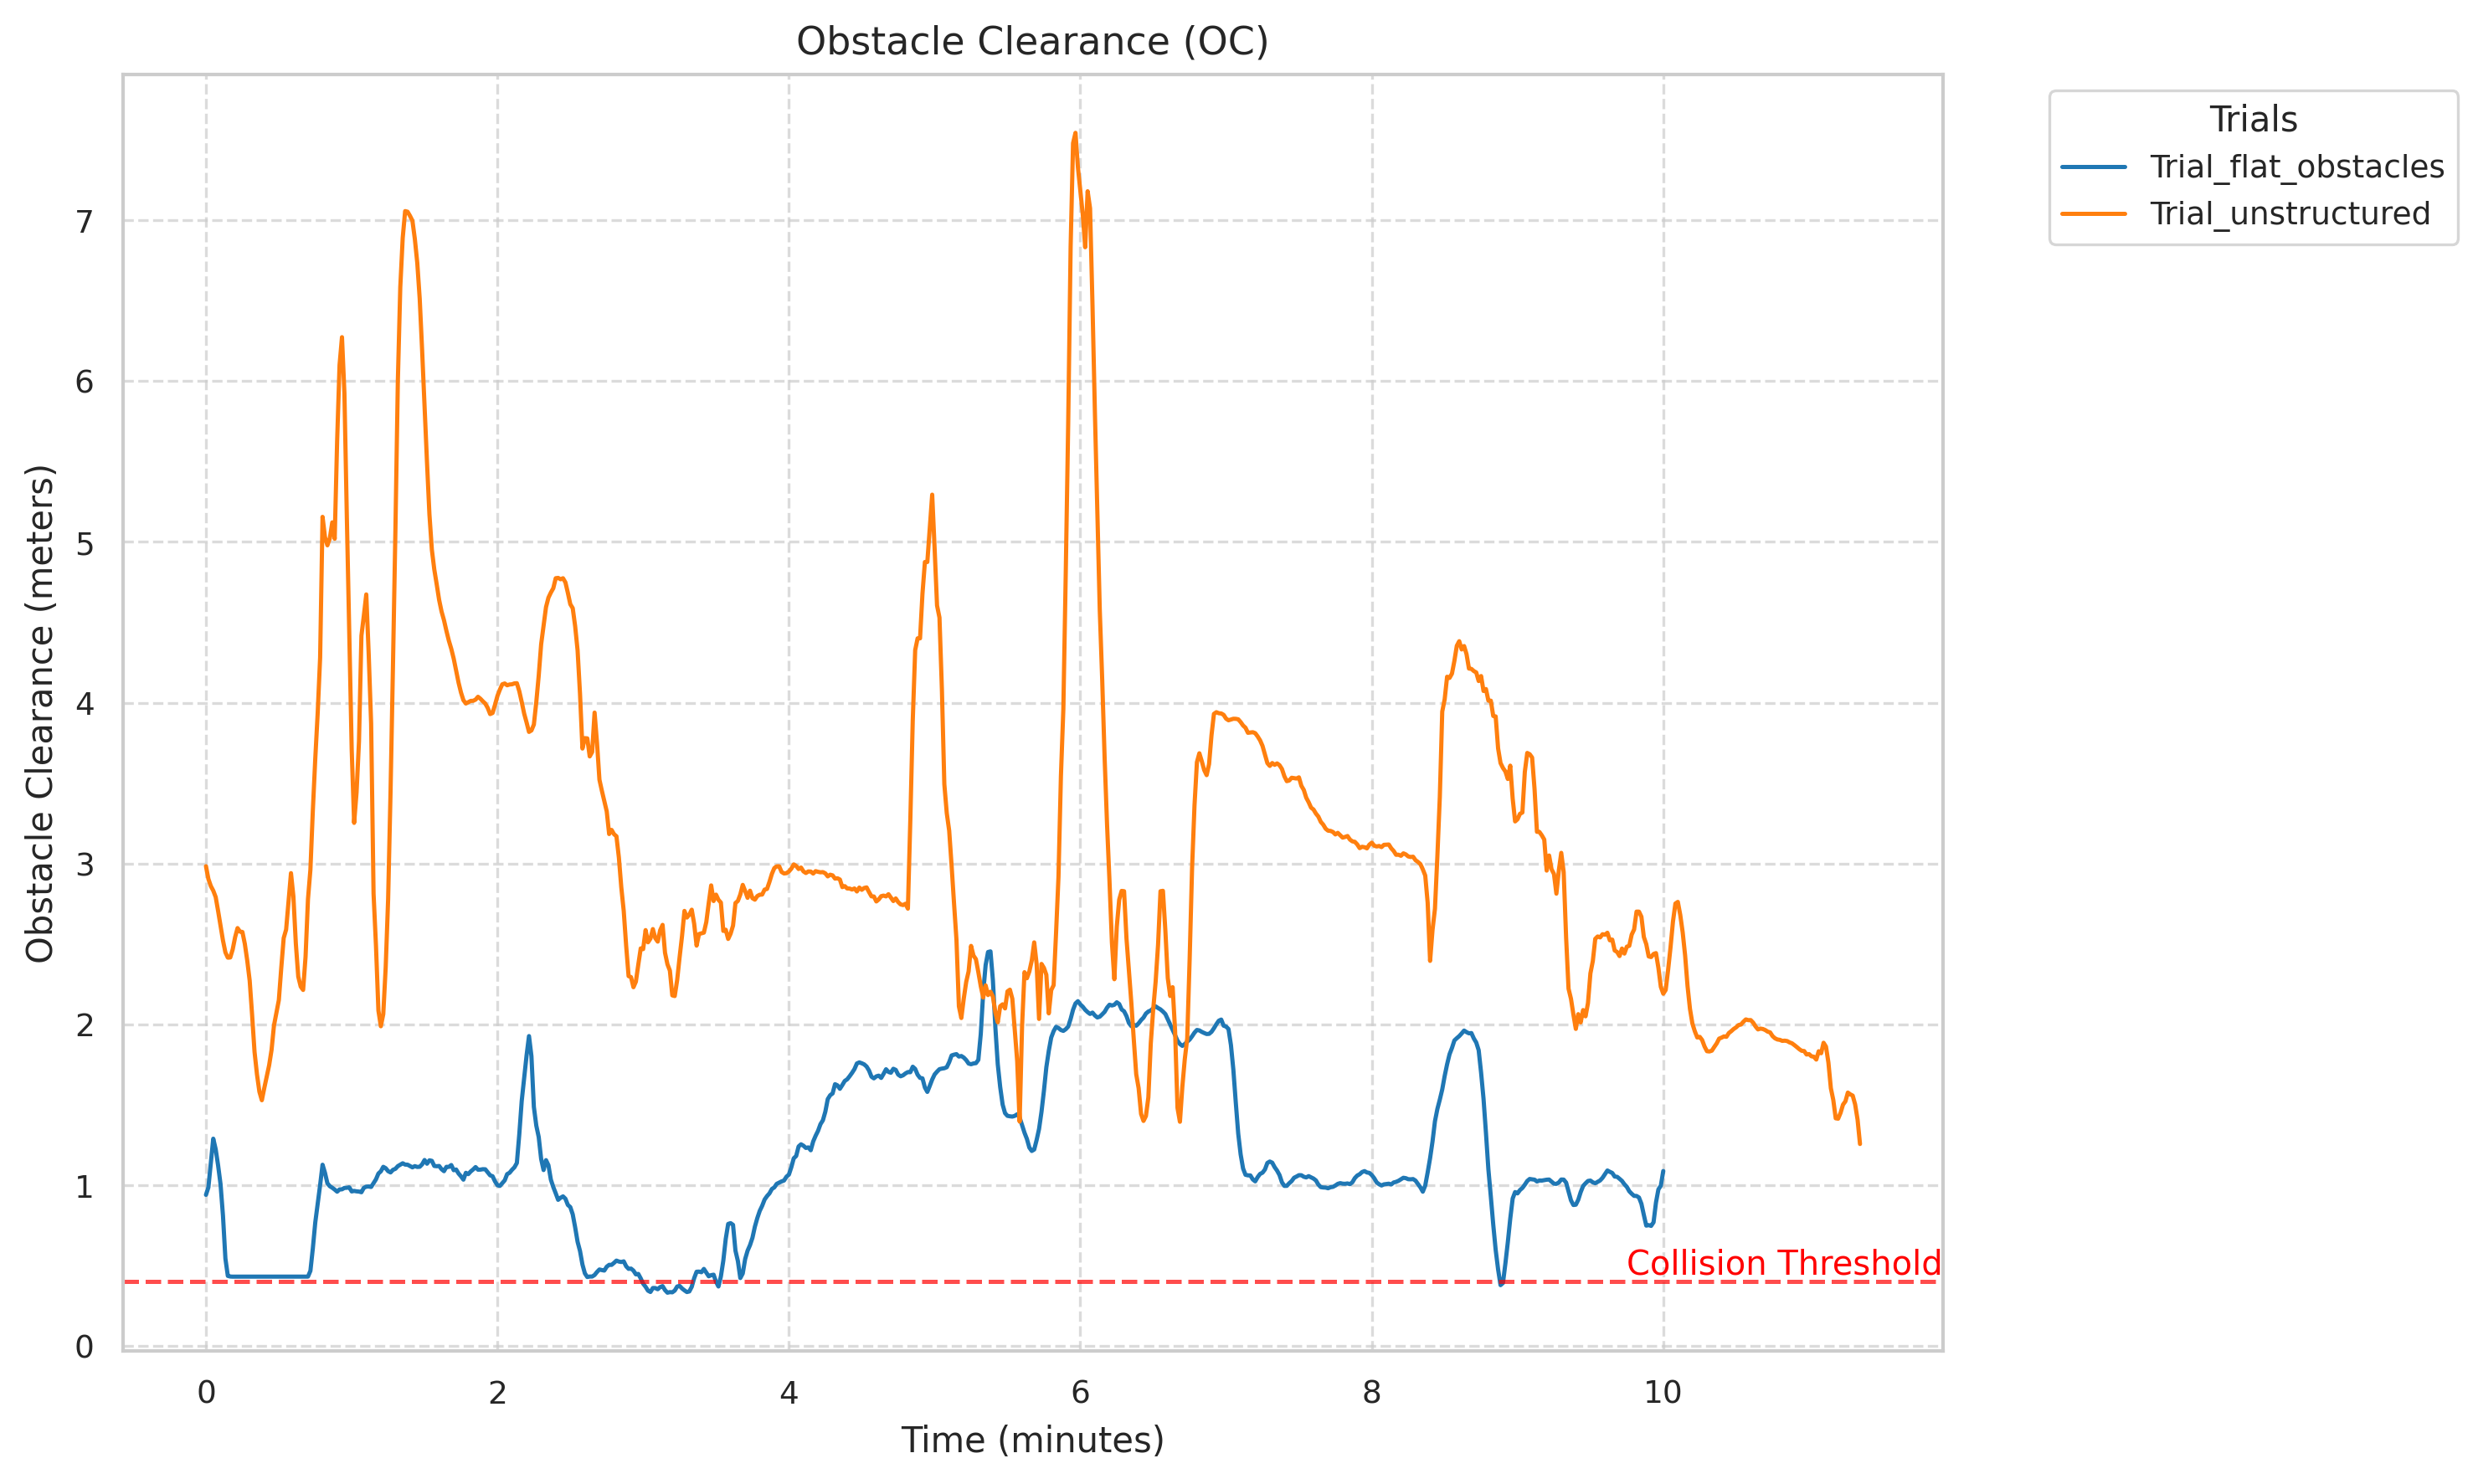 Obstacle Clearance (OC)
Trials
Trial_flat_obstacles
Trial_unstructured
Obstacle Clearance (meters)
7
6
5
4
3
2
1
0
Collision Threshold
0 2 4 6 8 10
Time (minutes)